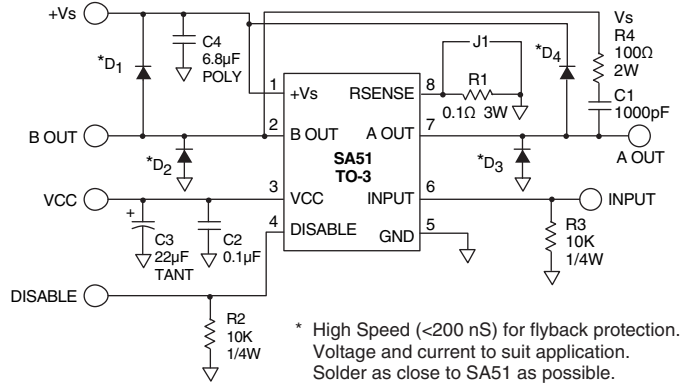 +Vs
C4
6.8µF
POLY
*D1
Vs
R4
100Ω
2W
J1
*D4
C1
1000pF
1
+Vs
RSENSE
8
R1
0.1Ω 3W
B OUT
2
B OUT
A OUT
7
A OUT
*D2
SA51
TO-3
*D3
VCC
3
VCC
INPUT
6
INPUT
+
C3
22µF
TANT
C2
0.1µF
4
DISABLE
GND
5
R3
10K
1/4W
DISABLE
R2
10K
1/4W
* High Speed (<200 nS) for flyback protection.
Voltage and current to suit application.
Solder as close to SA51 as possible.